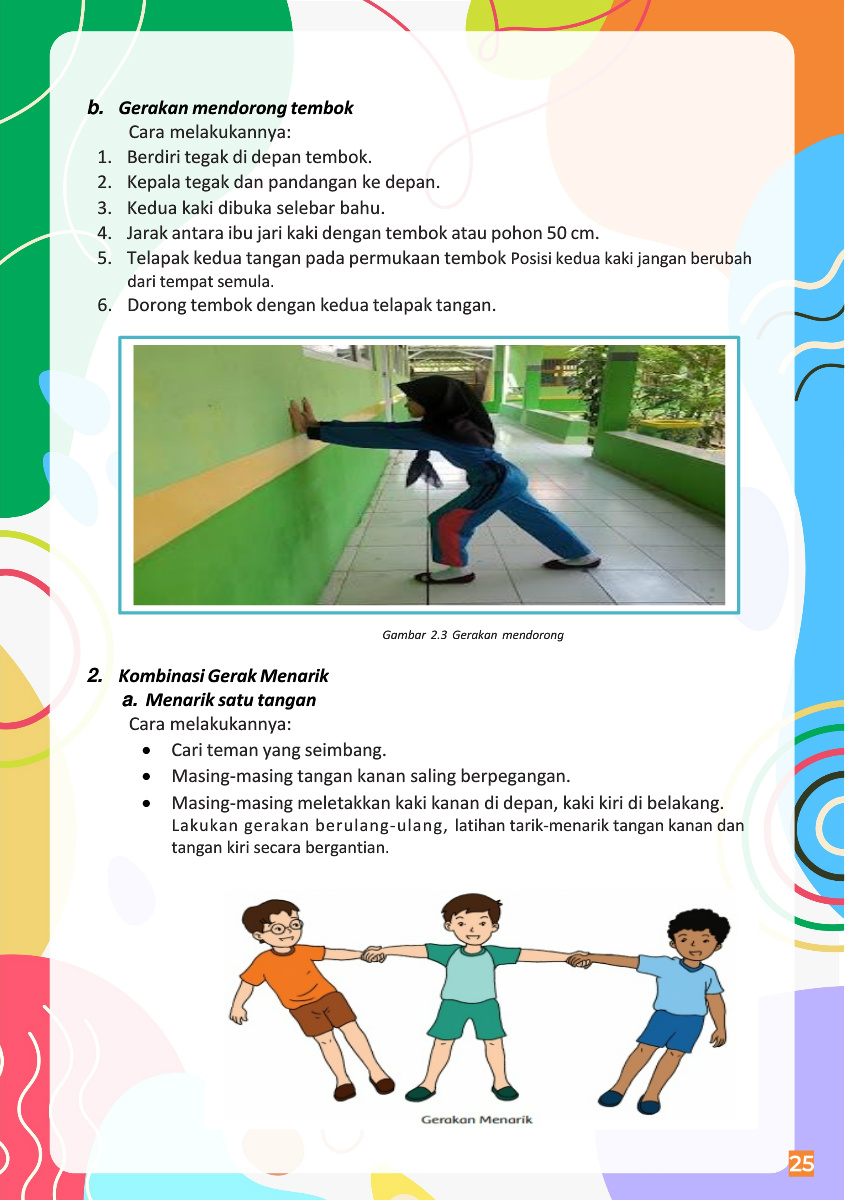 b. Gerakan mendorong tembok
Cara melakukannya:
1. Berdiri tegak di depan tembok.
2. Kepala tegak dan pandangan ke depan.
3. Kedua kaki dibuka selebar bahu.
4. Jarak antara ibu jari kaki dengan tembok atau pohon 50 cm.
5. Telapak kedua tangan pada permukaan tembok Posisi kedua kaki jangan berubah
dari tempat semula.
6. Dorong tembok dengan kedua telapak tangan.
Gambar 2.3 Gerakan mendorong
2. Kombinasi Gerak Menarik
a. Menarik satu tangan
Cara melakukannya:
• Cari teman yang seimbang.
• Masing-masing tangan kanan saling berpegangan.
• Masing-masing meletakkan kaki kanan di depan, kaki kiri di belakang.
Lakukan gerakan berulang-ulang, latihan tarik-menarik tangan kanan dan
tangan kiri secara bergantian.
Gerakan Menarik
25